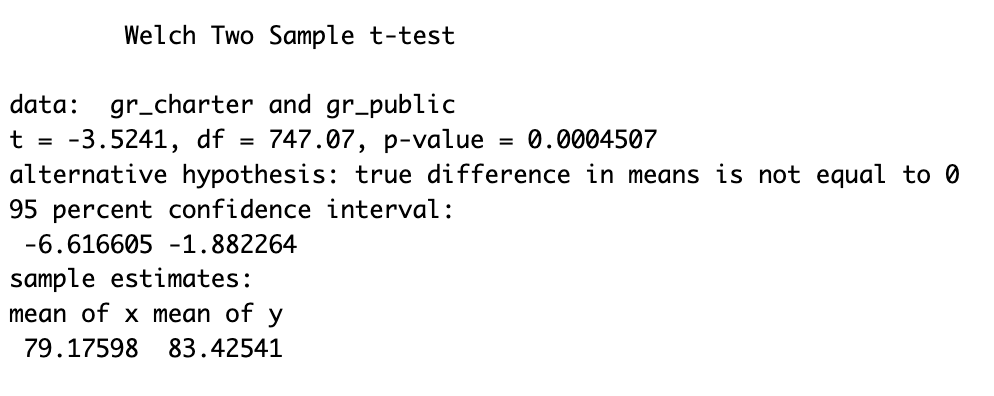 Welch Two Sample t-test
data:  gr_charter and gr_public
t = -3.5241, df = 747.07, p-value = 0.0004507
alternative hypothesis: true difference in means is not equal to 0
95 percent confidence interval:
 -6.616605 -1.882264
sample estimates:
mean of x mean of y
 79.17598  83.42541